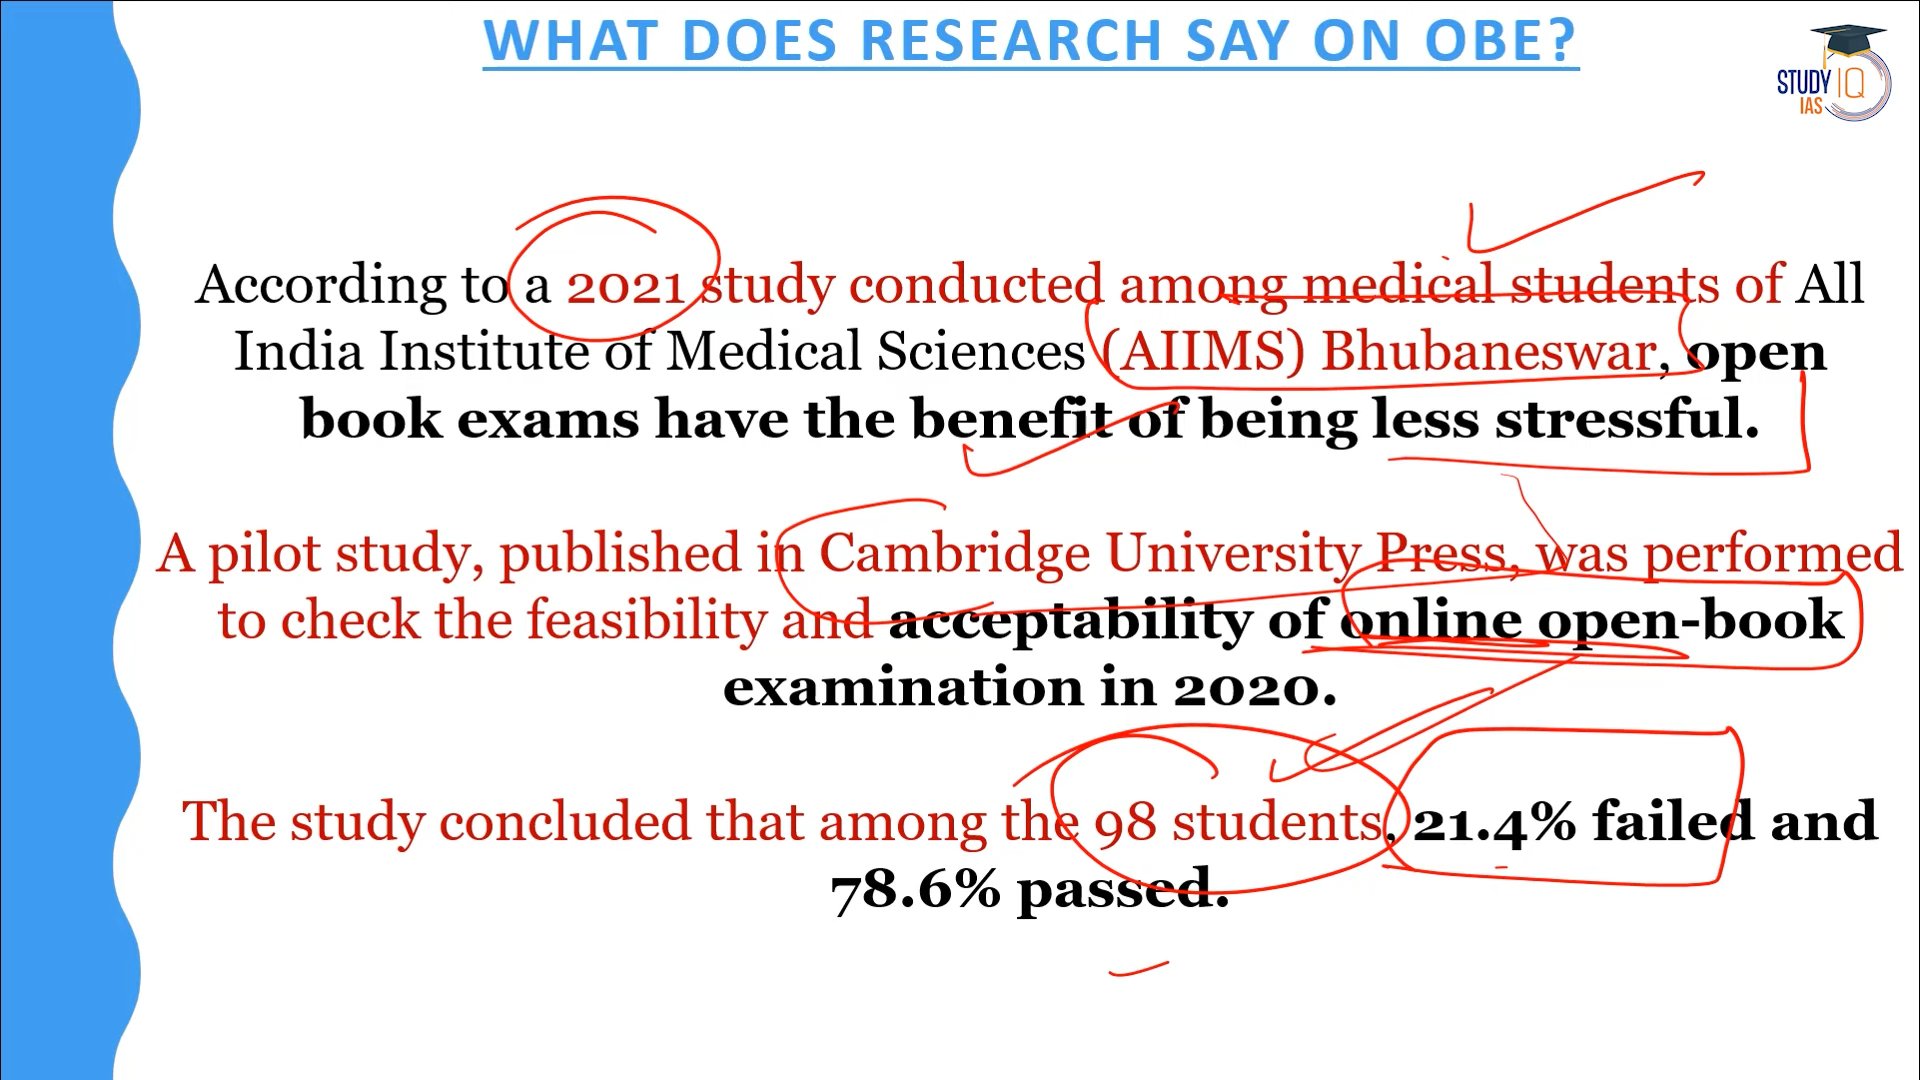 WHAT DOES RESEARCH SAY ON OBE?
STUDY IQ
IAS
According to a 2021 study conducted among medical students of All
India Institute of Medical Sciences (AIIMS) Bhubaneswar, open
book exams have the benefit of being less stressful.
A pilot study, published in Cambridge University Press, was performed
to check the feasibility and acceptability of online open-book
examination in 2020.
The study concluded that among the 98 students, 21.4% failed and
78.6% passed.